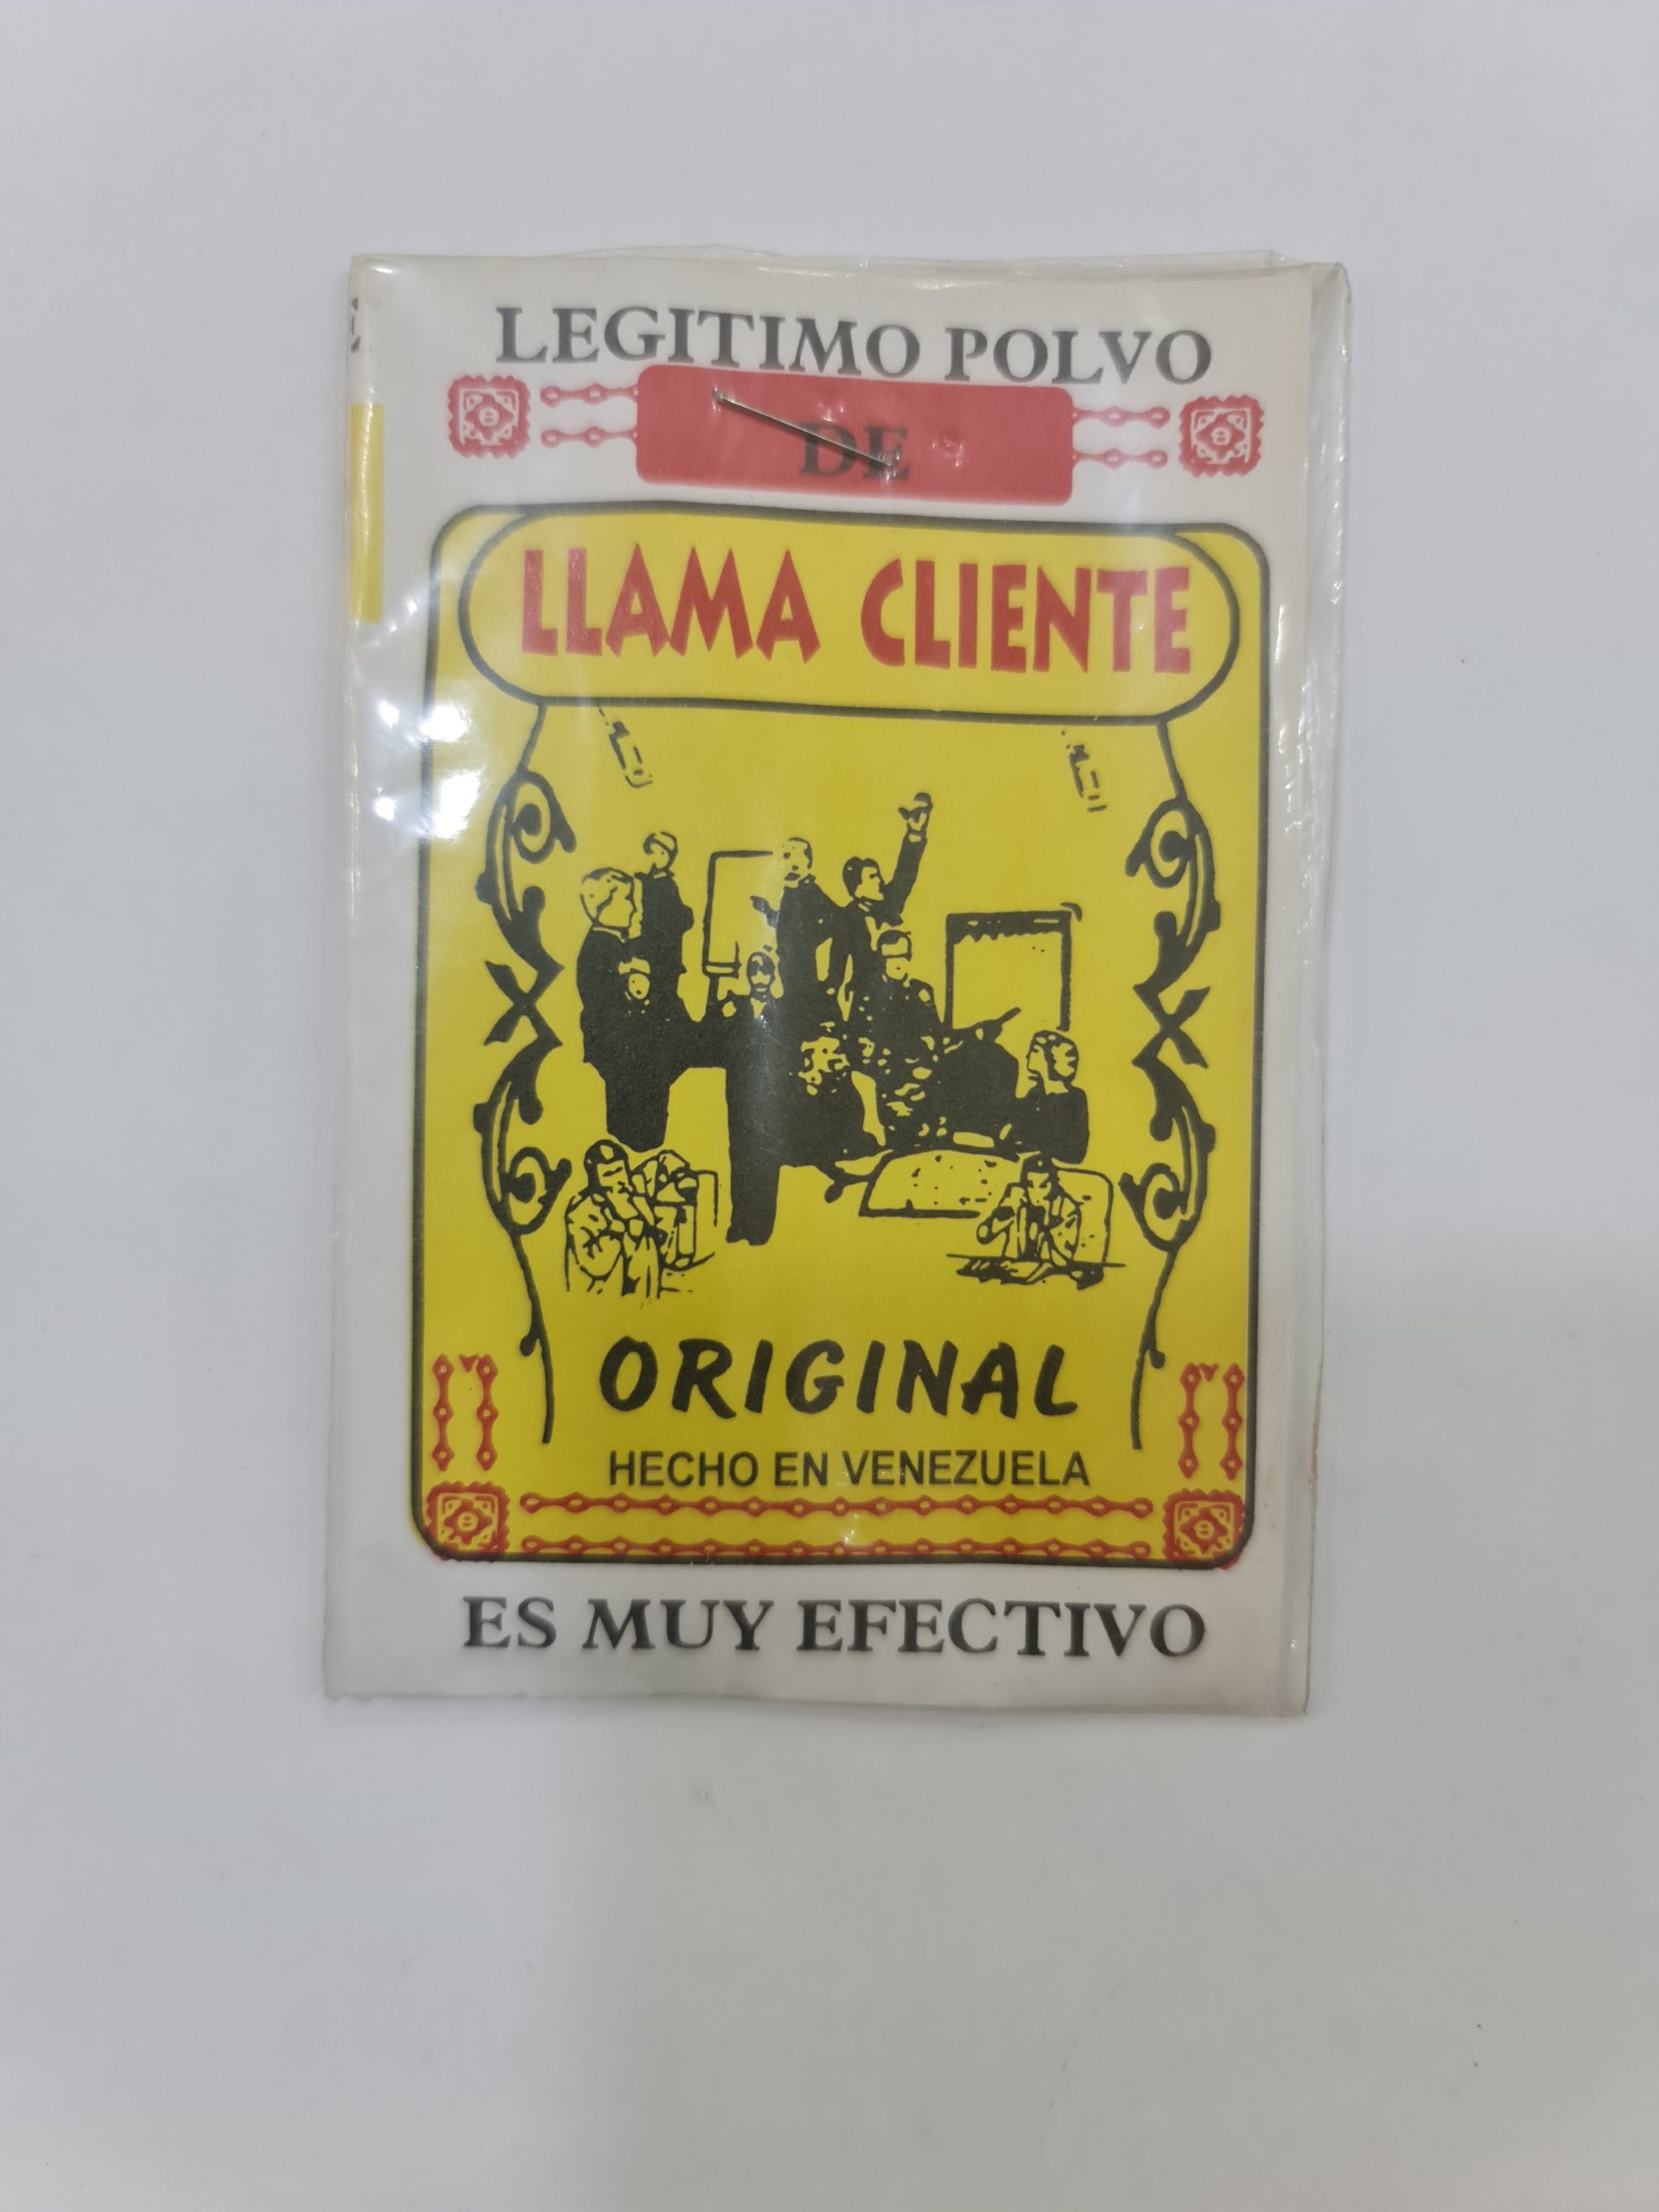 LEGITIMO POLVO
DE
LLAMA CLIENTE
ORIGINAL
HECHO EN VENEZUELA
ES MUY EFECTIVO